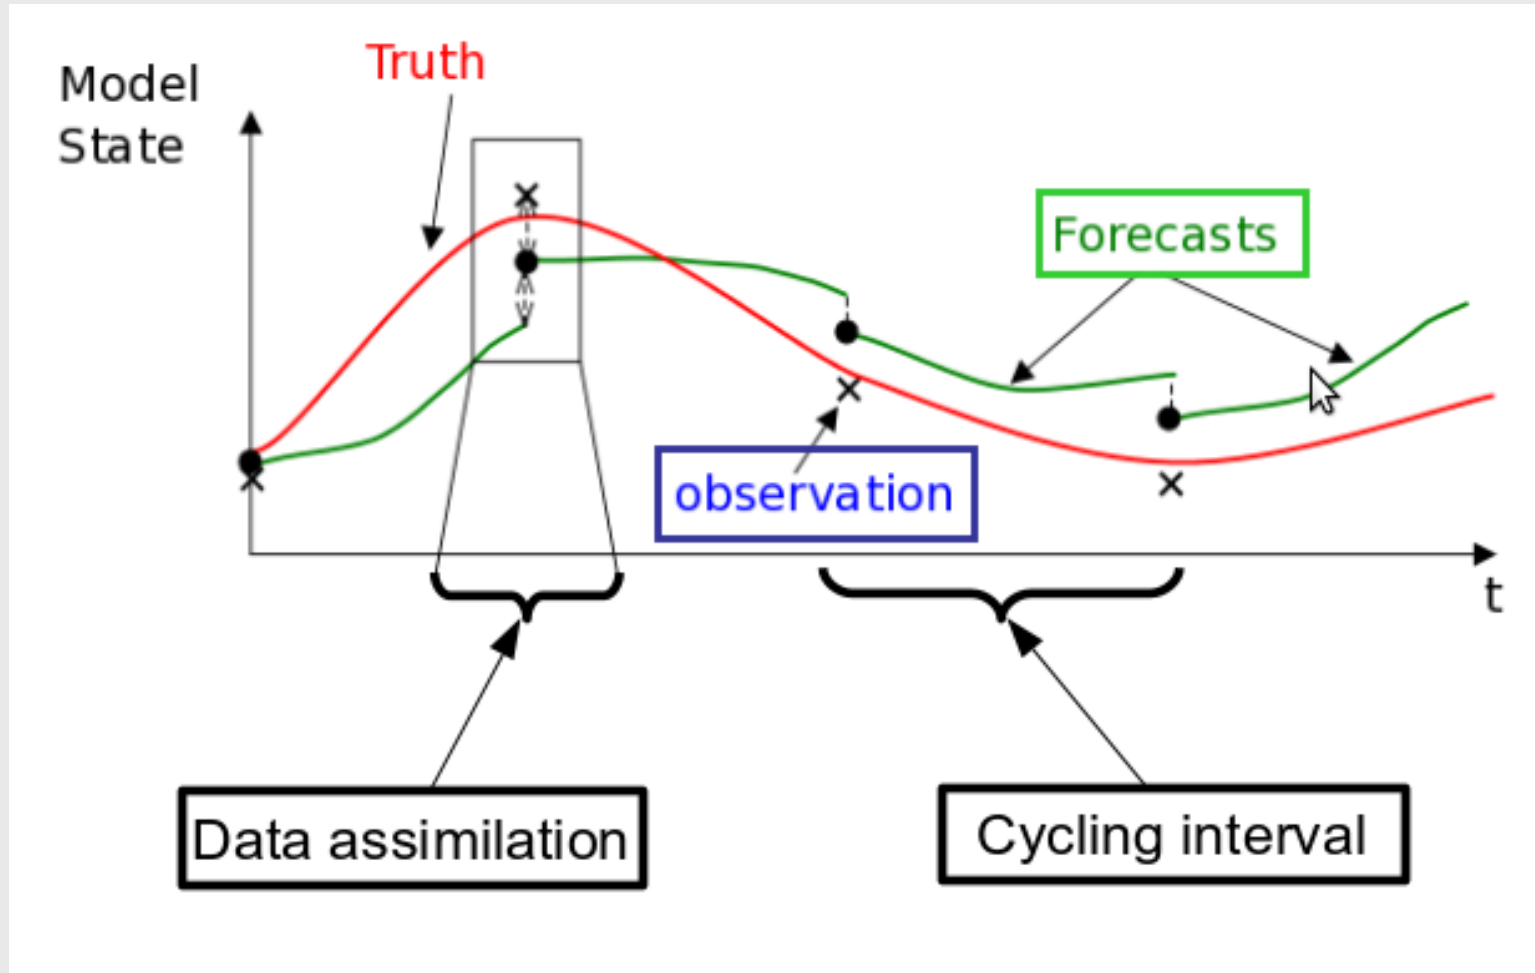 Truth
Model
State
Forecasts
observation
t
Data assimilation
Cycling interval